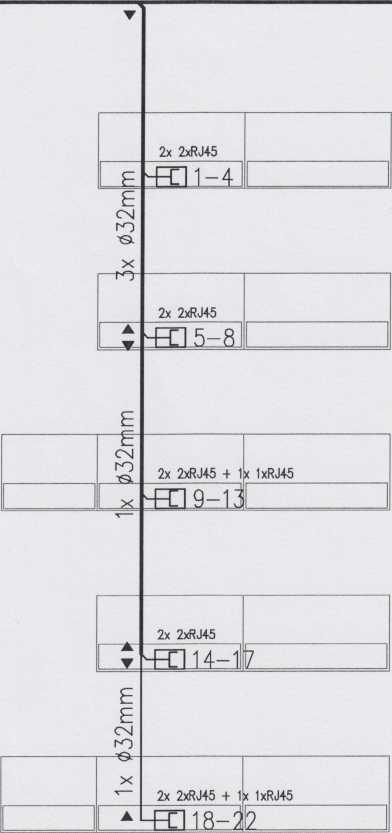 2x 2xRJ45
1-4
3x ø32mm
2x 2xRJ45
5-8
1x ø32mm
2x 2xRJ45 + 1x 1xRJ45
9-13
2x 2xRJ45
14-17
1x ø32mm
2x 2xRJ45 + 1x 1xRJ45
18-22